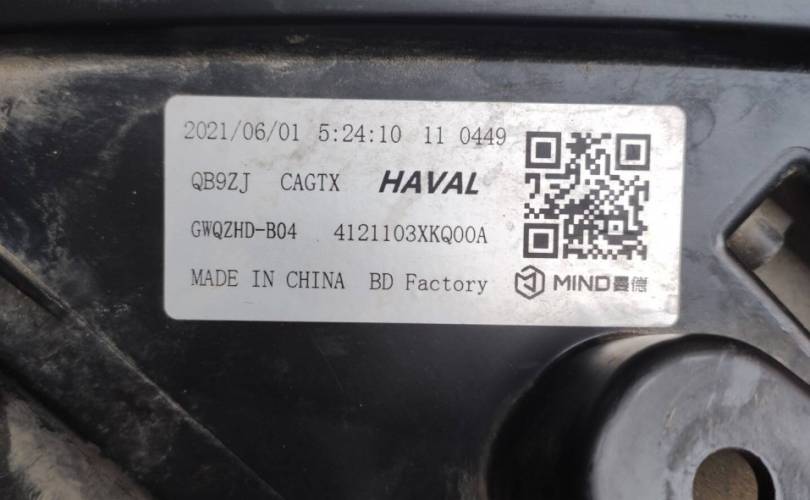 2021/06/01 5:24:10 11 0449
QB9ZJ CAGTX HAVAL
GWQZHD-B04 4121103XKQ00A
MADE IN CHINA BD Factory MIND曼德